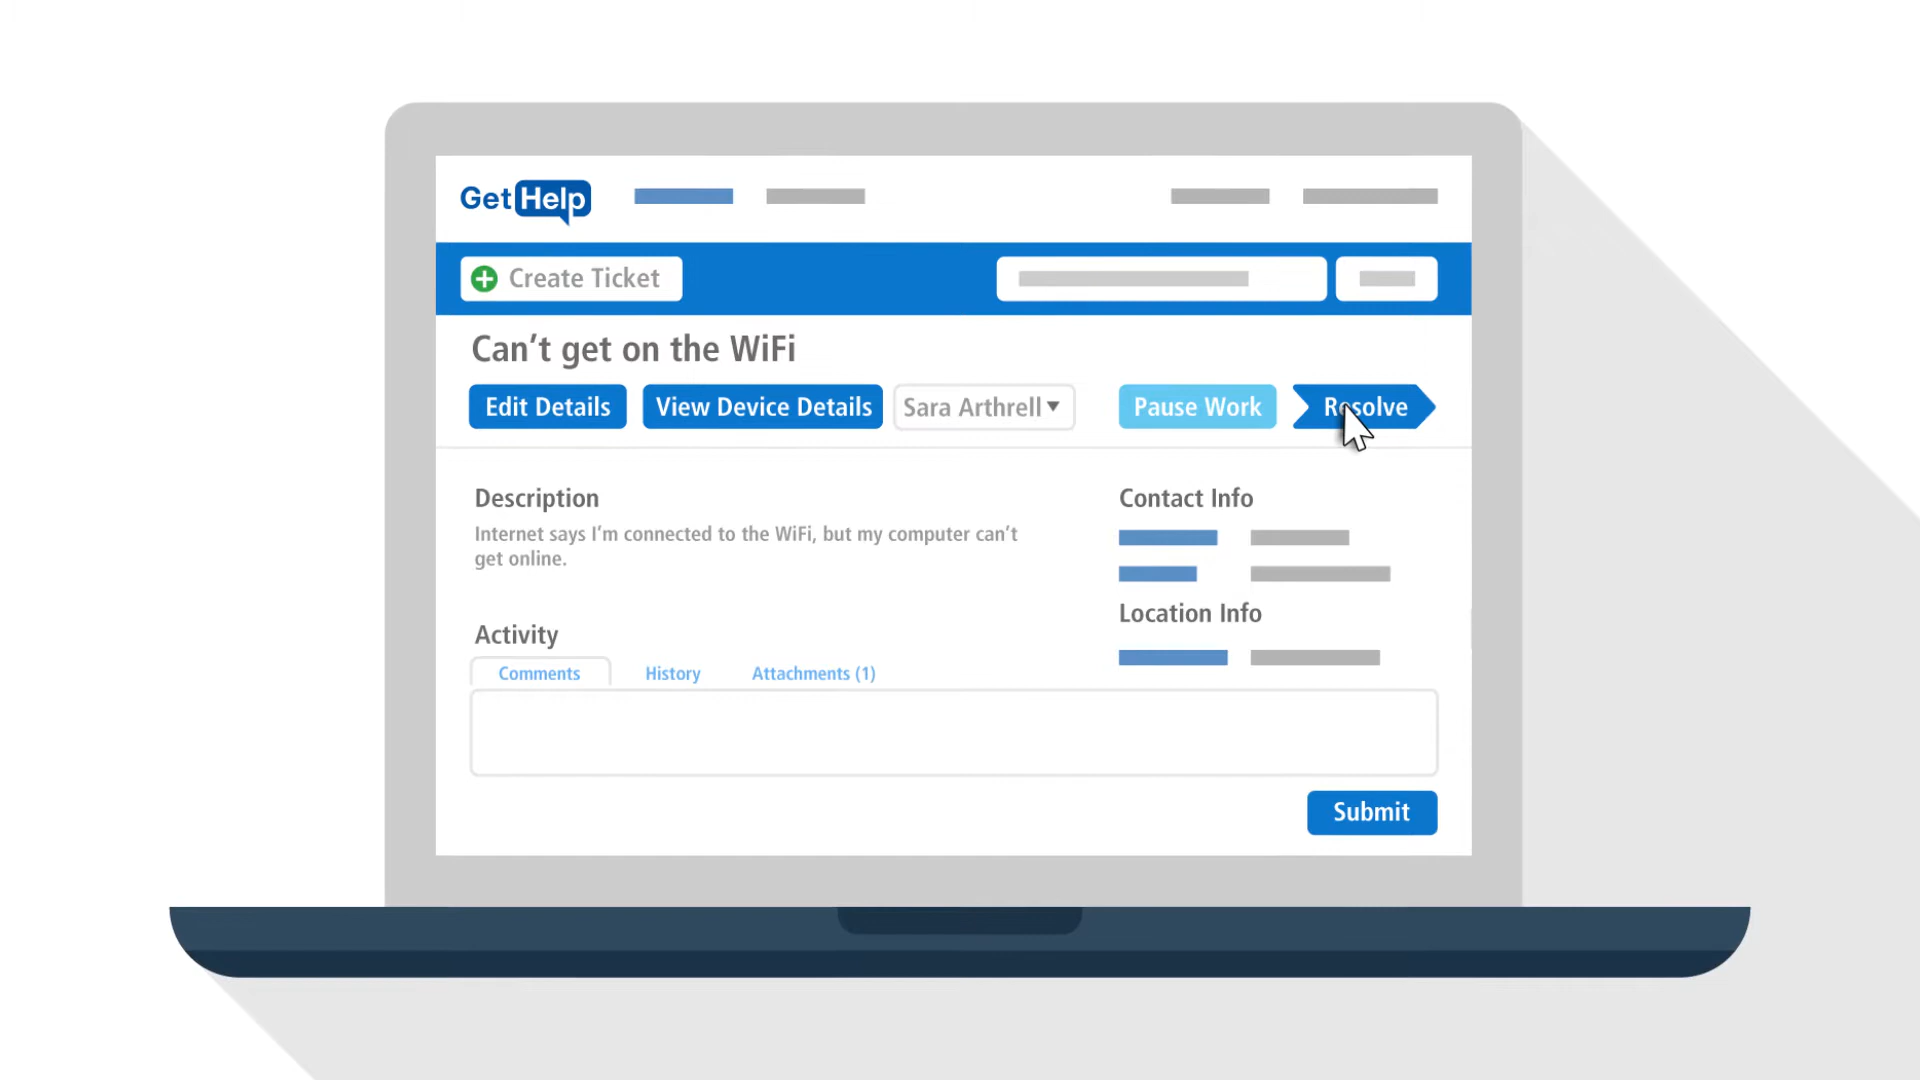 GetHelp
Create Ticket
Can’t get on the WiFi
Edit Details
View Device Details
Sara Arthrell
Pause Work
Resolve
Description
Internet says I’m connected to the WiFi, but my computer can’t
get online.
Contact Info
Location Info
Activity
Comments
History
Attachments (1)
Submit